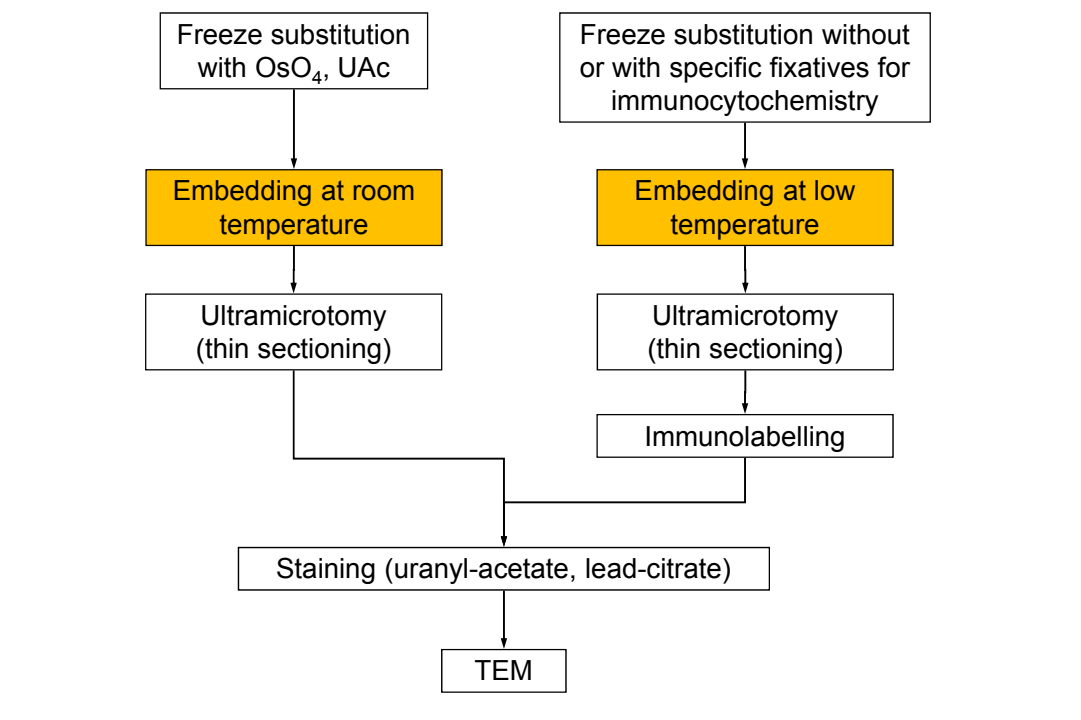 Freeze substitution
with OsO₄, UAc
Freeze substitution without
or with specific fixatives for
immunocytochemistry
Embedding at room
temperature
Embedding at low
temperature
Ultramicrotomy
(thin sectioning)
Ultramicrotomy
(thin sectioning)
Immunolabelling
Staining (uranyl-acetate, lead-citrate)
TEM